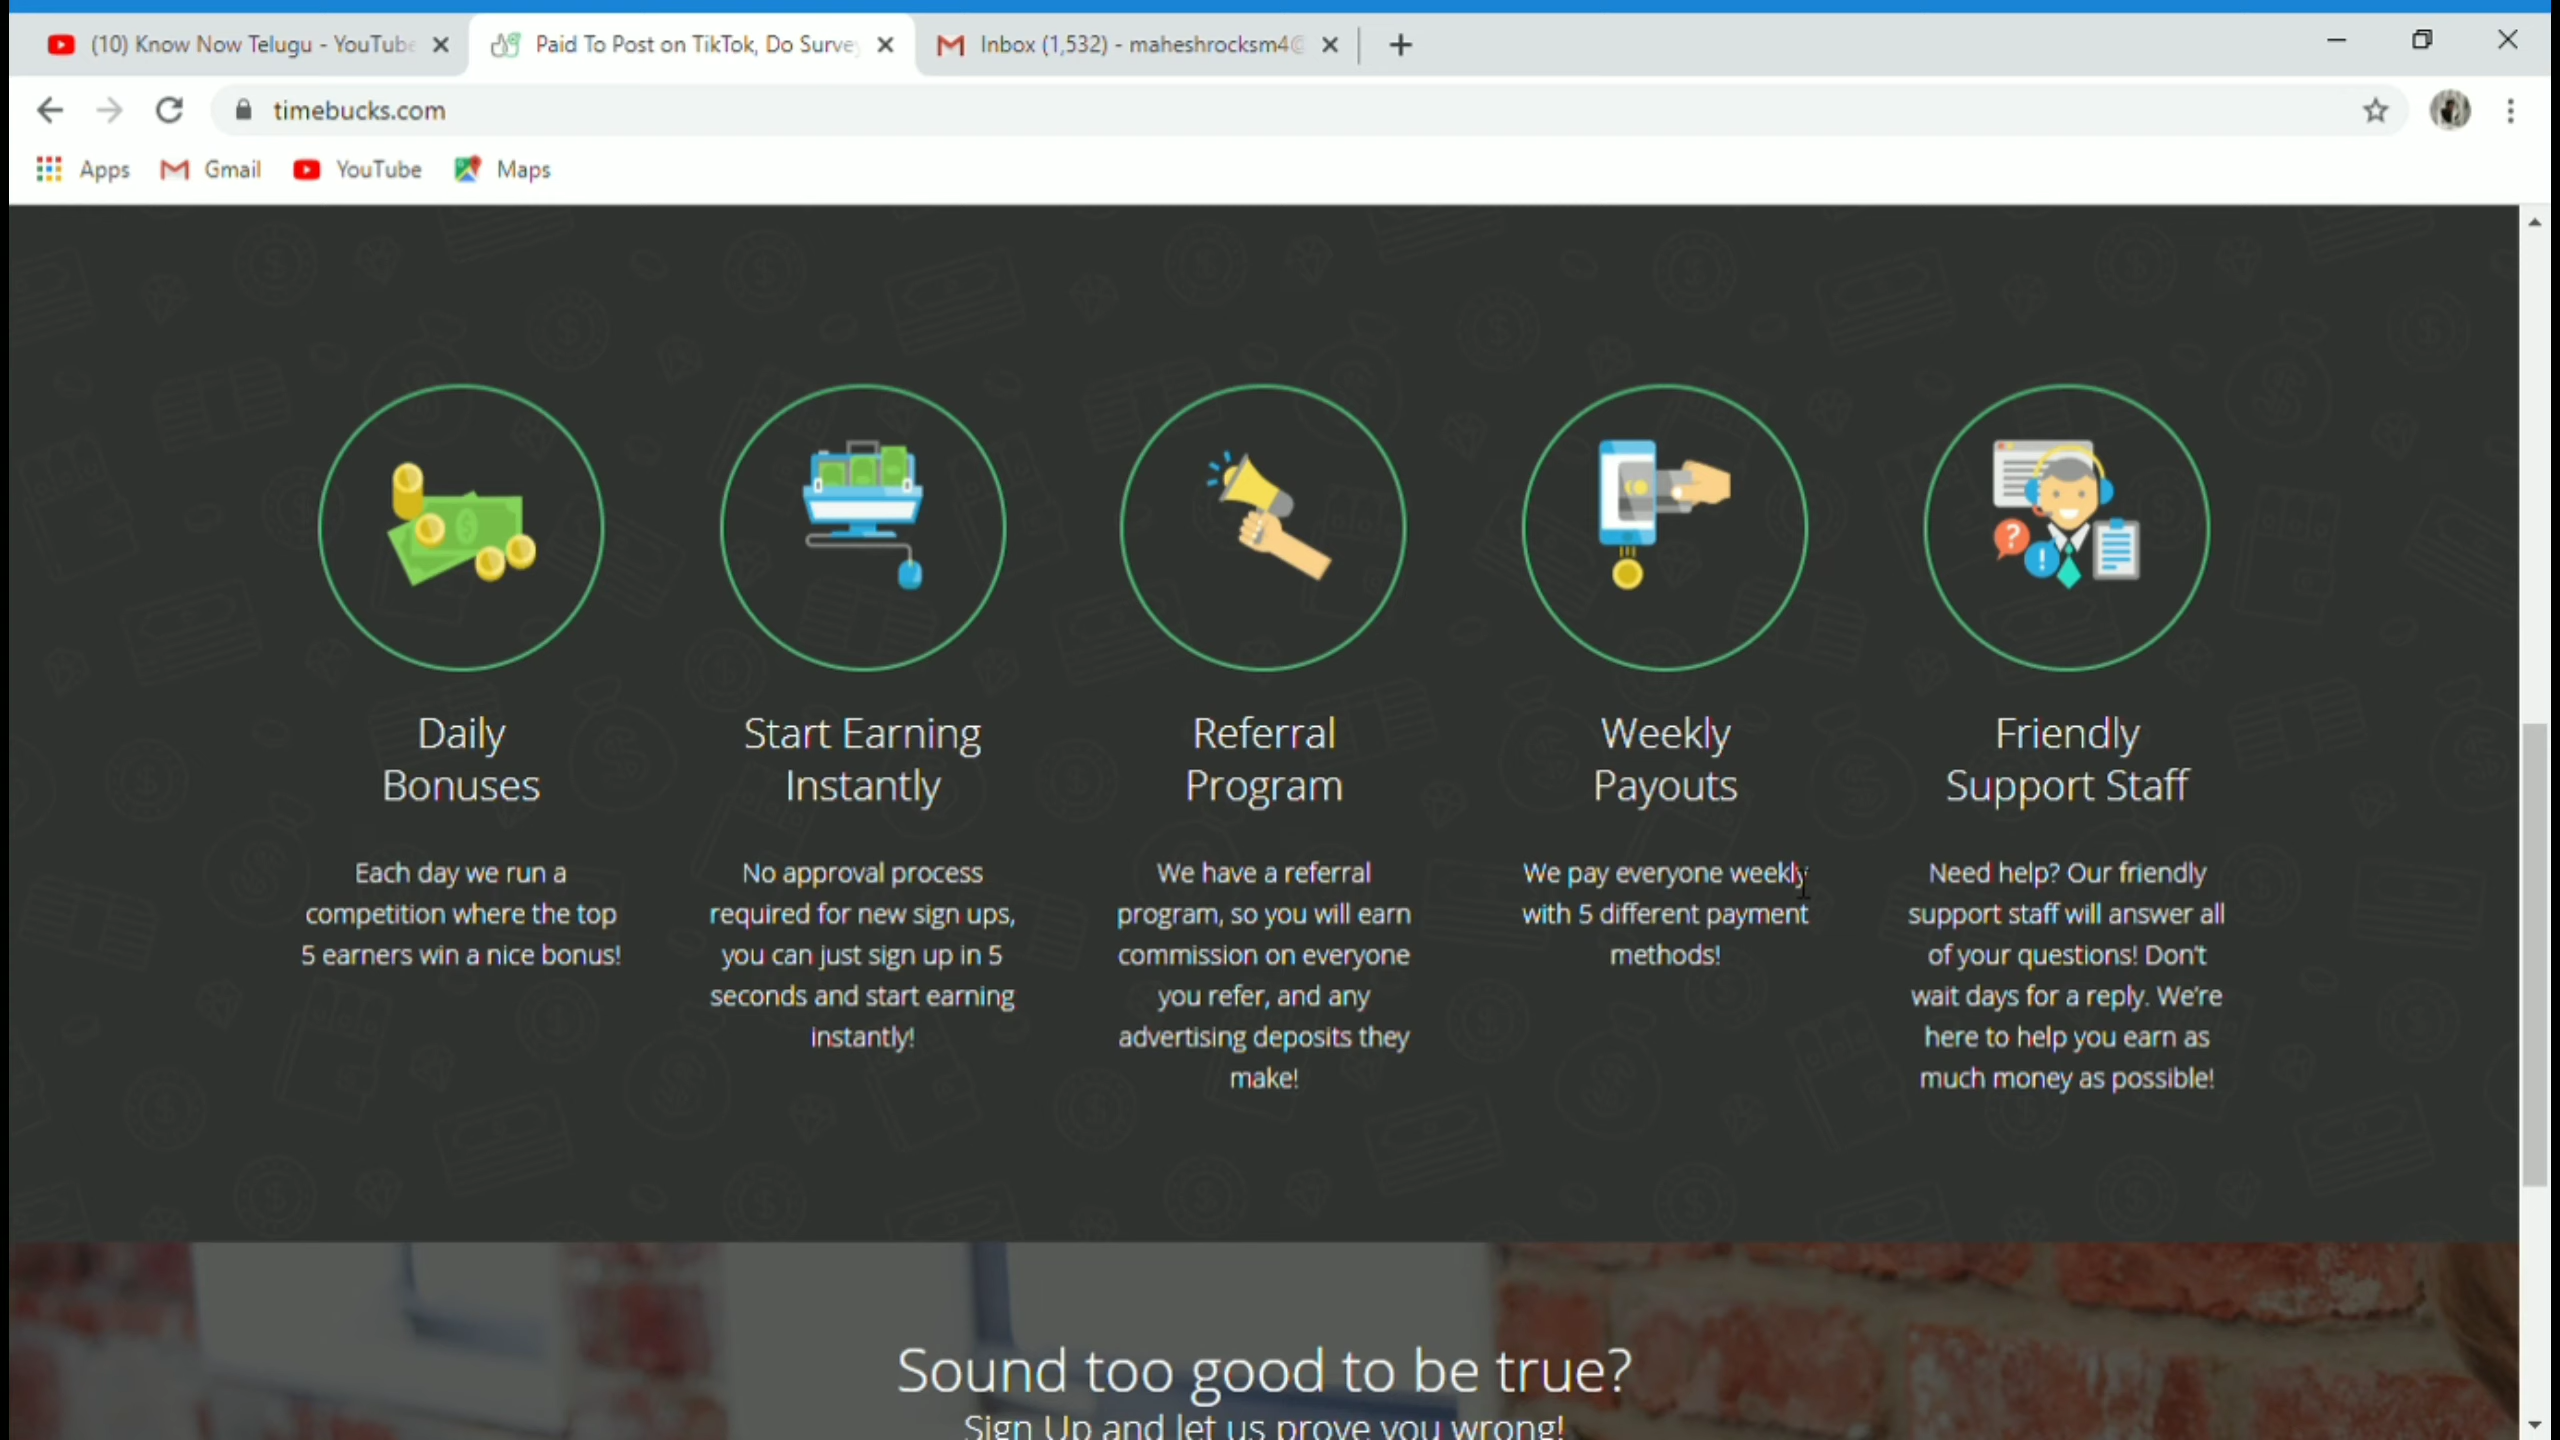 (10) Know Now Telugu - YouTube
Paid To Post on TikTok, Do Surve
Inbox (1,532) - maheshrocksm4@
timebucks.com
Apps
Gmail
YouTube
Maps
Daily
Bonuses
Each day we run a
competition where the top
5 earners win a nice bonus!
Start Earning
Instantly
No approval process
required for new sign ups,
you can just sign up in 5
seconds and start earning
instantly!
Referral
Program
We have a referral
program, so you will earn
commission on everyone
you refer, and any
advertising deposits they
make!
Weekly
Payouts
We pay everyone weekly
with 5 different payment
methods!
Friendly
Support Staff
Need help? Our friendly
support staff will answer all
of your questions! Don't
wait days for a reply. We're
here to help you earn as
much money as possible!
Sound too good to be true?
Sign Up and let us prove you wrong!